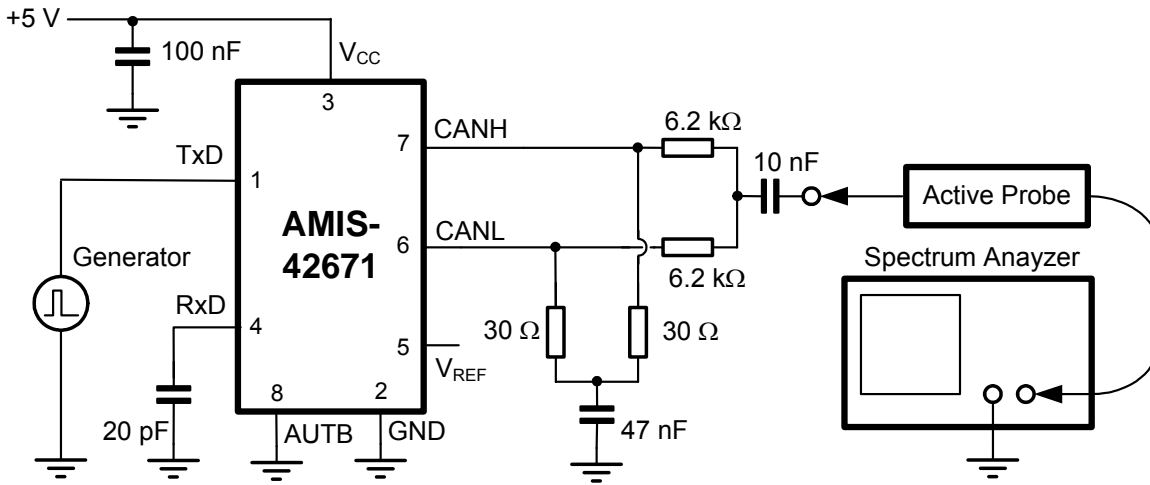 +5 V
100 nF
VCC
3
TxD
1
7
CANH
6.2 kΩ
10 nF
Active Probe
AMIS-
42671
6
CANL
6.2 kΩ
Generator
Spectrum Anayzer
RxD
4
5
VREF
30 Ω
30 Ω
8
2
20 pF
AUTB
GND
47 nF